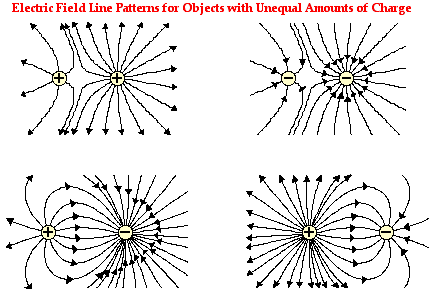 Electric Field Line Patterns for Objects with Unequal Amounts of Charge
+ +
− −
+ −
+ −